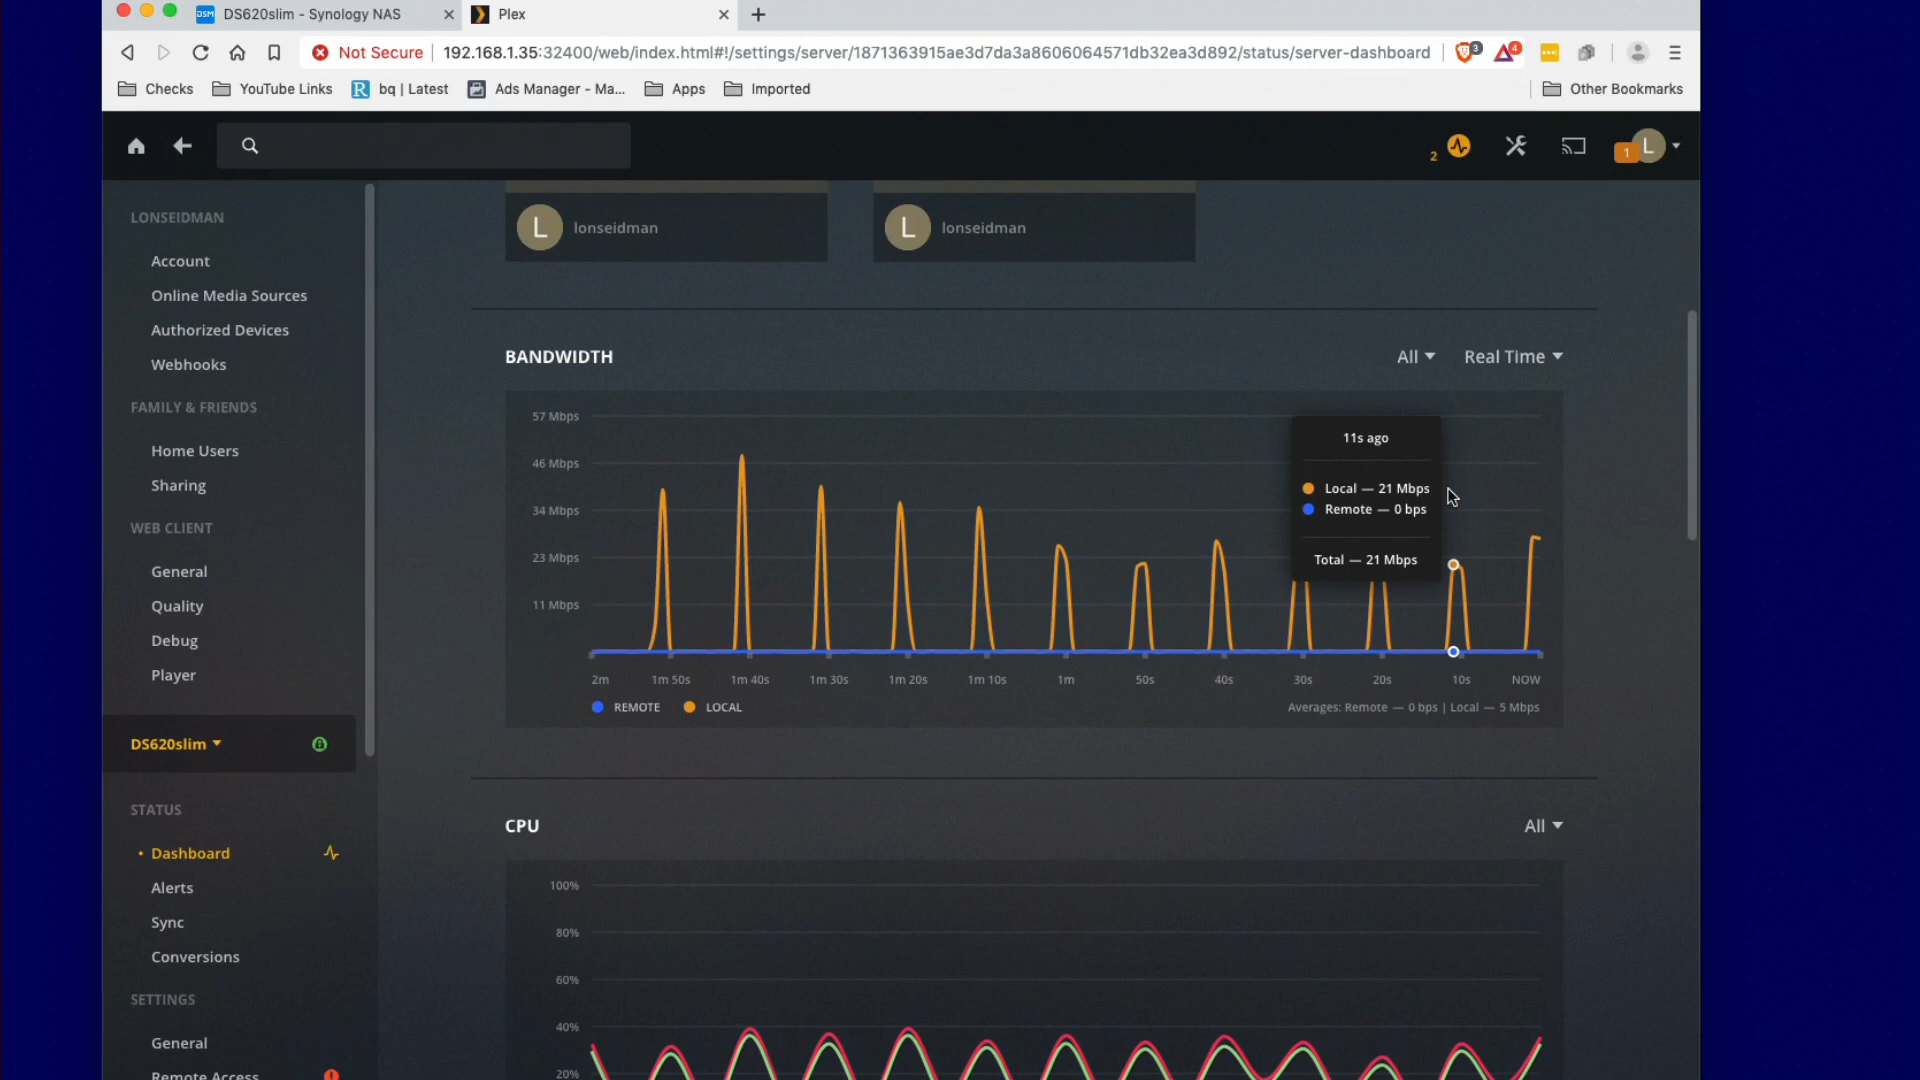 DSM DS620slim - Synology NAS
Plex
Not Secure 192.168.1.35:32400/web/index.html#!/settings/server/1871363915ae3d7da3a8606064571db32ea3d892/status/server-dashboard 3 4
Checks YouTube Links R bq | Latest Ads Manager - Ma... Apps Imported Other Bookmarks
2 1 L
LONSEIDMAN
Account
Online Media Sources
Authorized Devices
Webhooks
FAMILY & FRIENDS
Home Users
Sharing
WEB CLIENT
General
Quality
Debug
Player
DS620slim
STATUS
Dashboard
Alerts
Sync
Conversions
SETTINGS
General
Remote Access
L lonseidman L lonseidman
BANDWIDTH All Real Time
57 Mbps
46 Mbps
34 Mbps
23 Mbps
11 Mbps
11s ago
Local — 21 Mbps
Remote — 0 bps
Total — 21 Mbps
2m 1m 50s 1m 40s 1m 30s 1m 20s 1m 10s 1m 50s 40s 30s 20s 10s NOW
REMOTE LOCAL Averages: Remote — 0 bps | Local — 5 Mbps
CPU All
100%
80%
60%
40%
20%